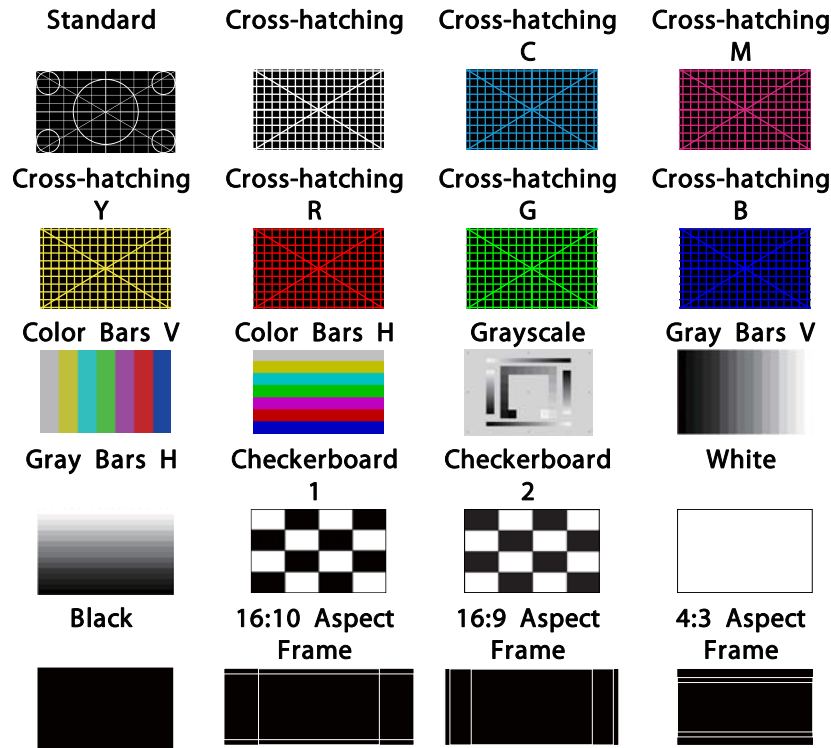 Standard
Cross-hatching
Cross-hatching
C
Cross-hatching
M
Cross-hatching
Y
Cross-hatching
R
Cross-hatching
G
Cross-hatching
B
Color Bars V
Color Bars H
Grayscale
Gray Bars V
Gray Bars H
Checkerboard
1
Checkerboard
2
White
Black
16:10 Aspect
Frame
16:9 Aspect
Frame
4:3 Aspect
Frame